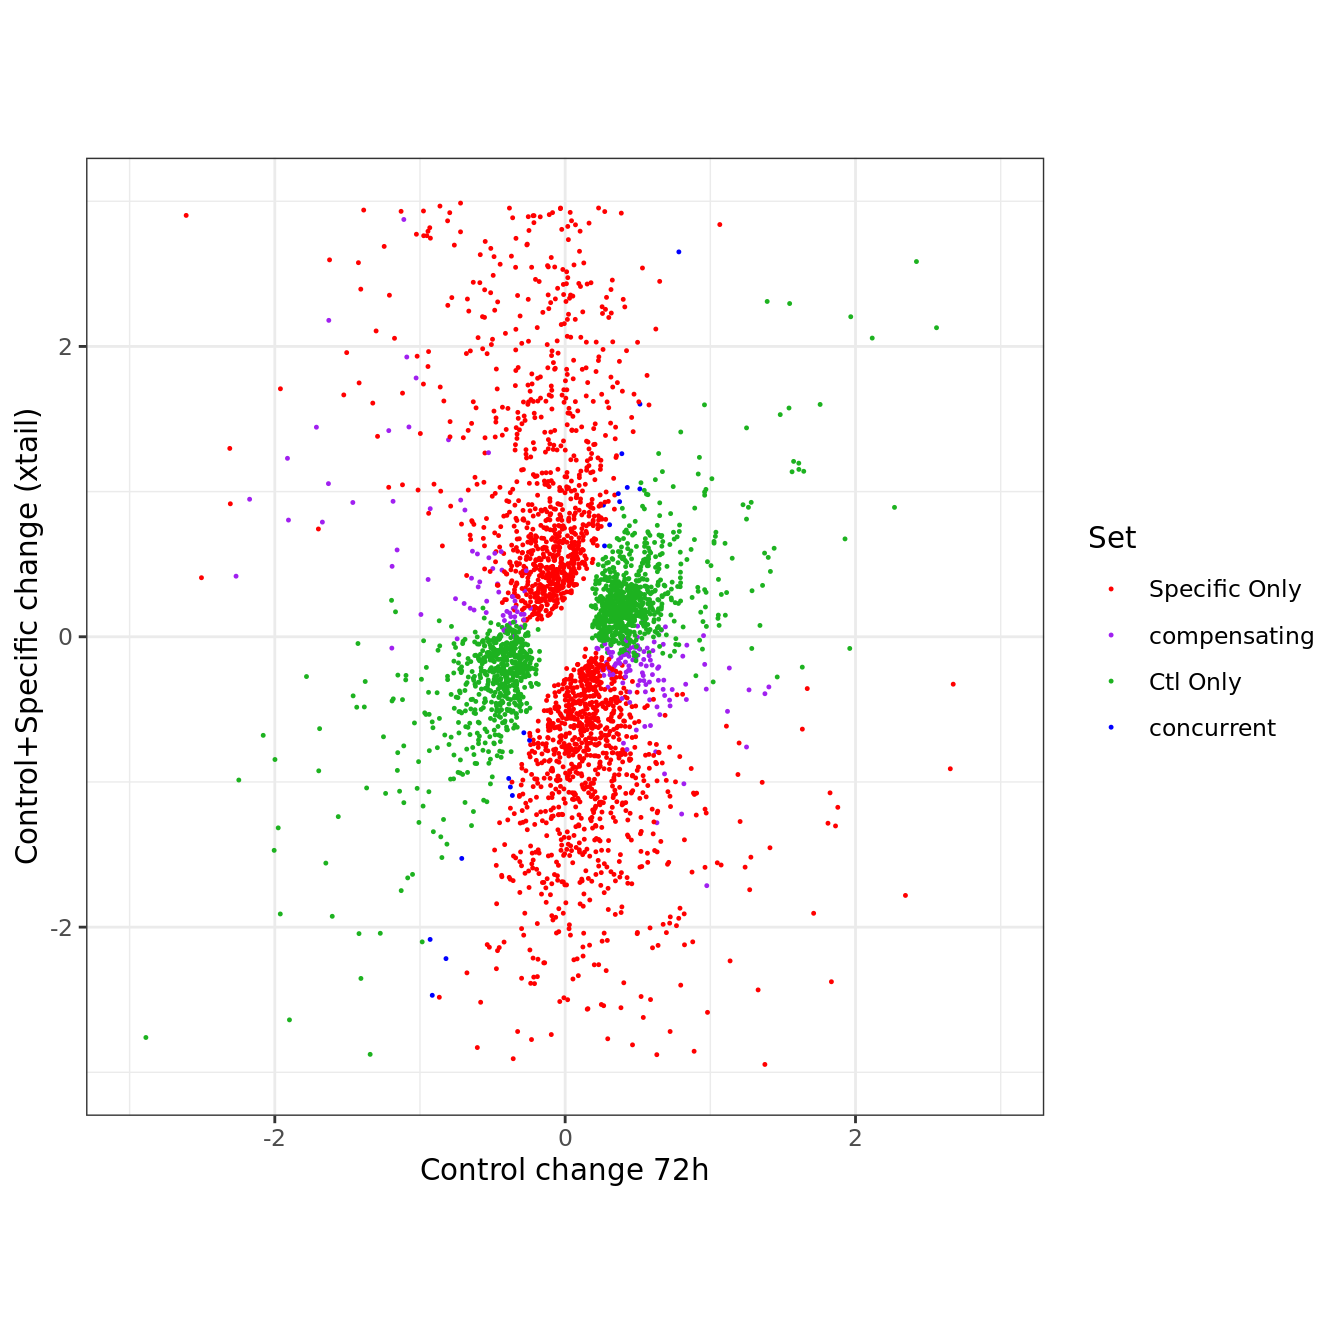 Control+Specific change (xtail)
2
0
-2
-2
0
2
Control change 72h
Set
Specific Only
compensating
Ctl Only
concurrent